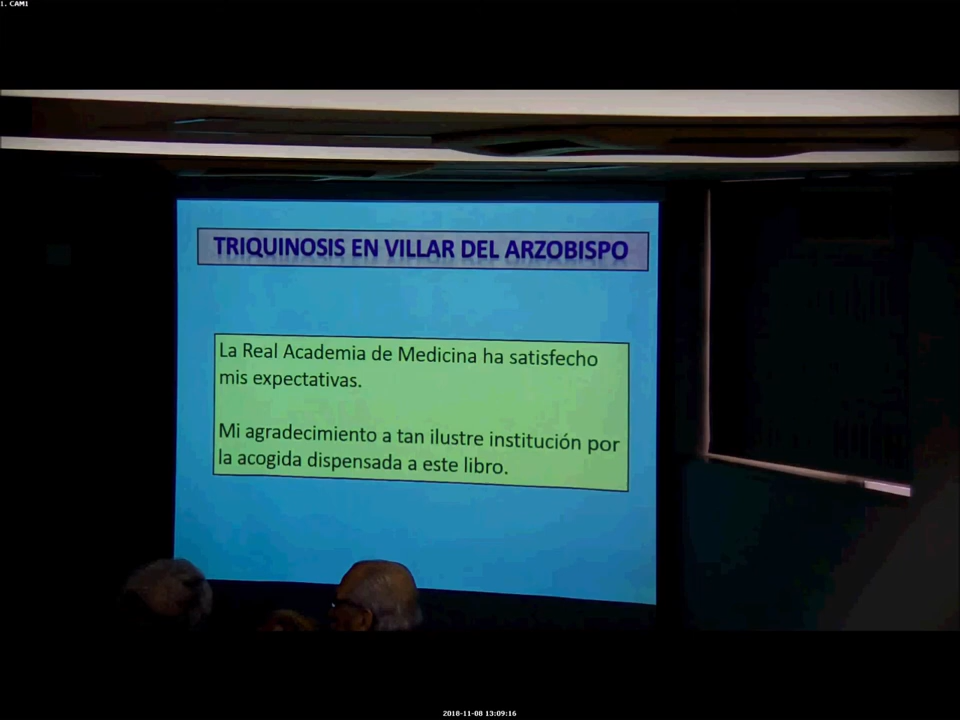 1. CAM1
TRIQUINOSIS EN VILLAR DEL ARZOBISPO
La Real Academia de Medicina ha satisfecho
mis expectativas.
Mi agradecimiento a tan ilustre institución por
la acogida dispensada a este libro.
2018-11-08 13:09:16